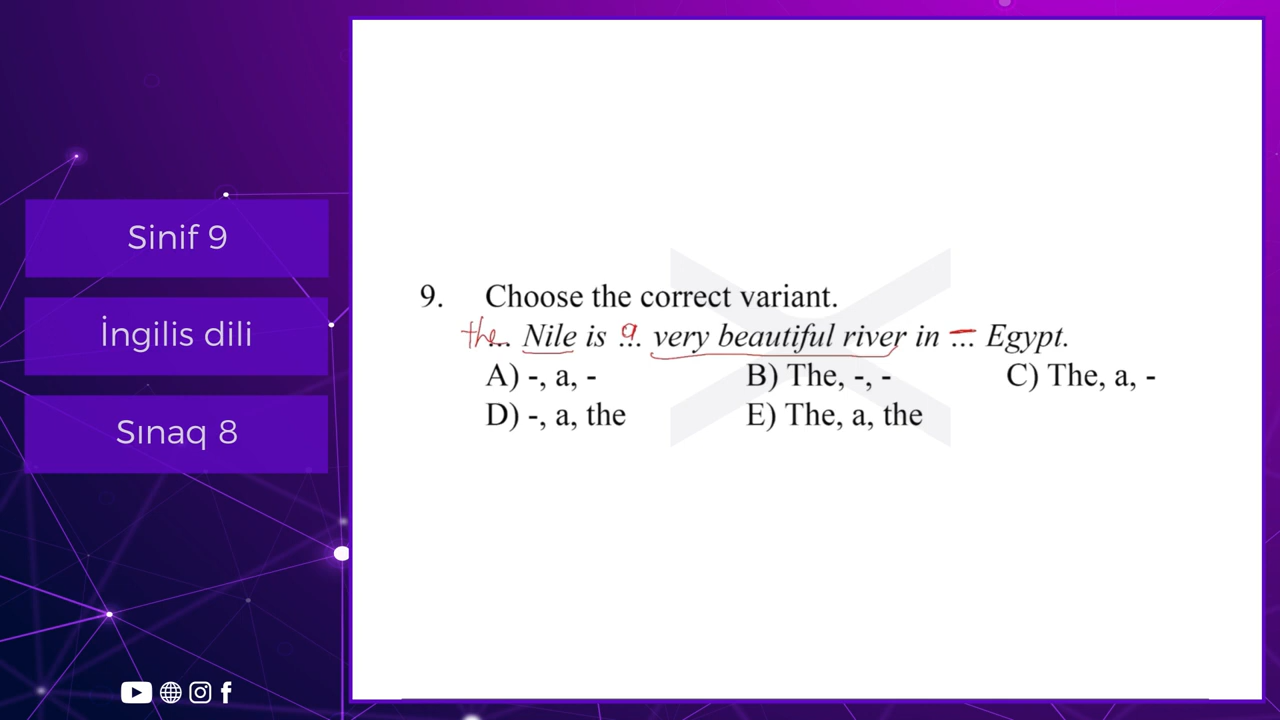 Sinif 9
İngilis dili
Sınaq 8
9. Choose the correct variant.
the... Nile is a... very beautiful river in –... Egypt.
A) -, a, - B) The, -, - C) The, a, -
D) -, a, the E) The, a, the